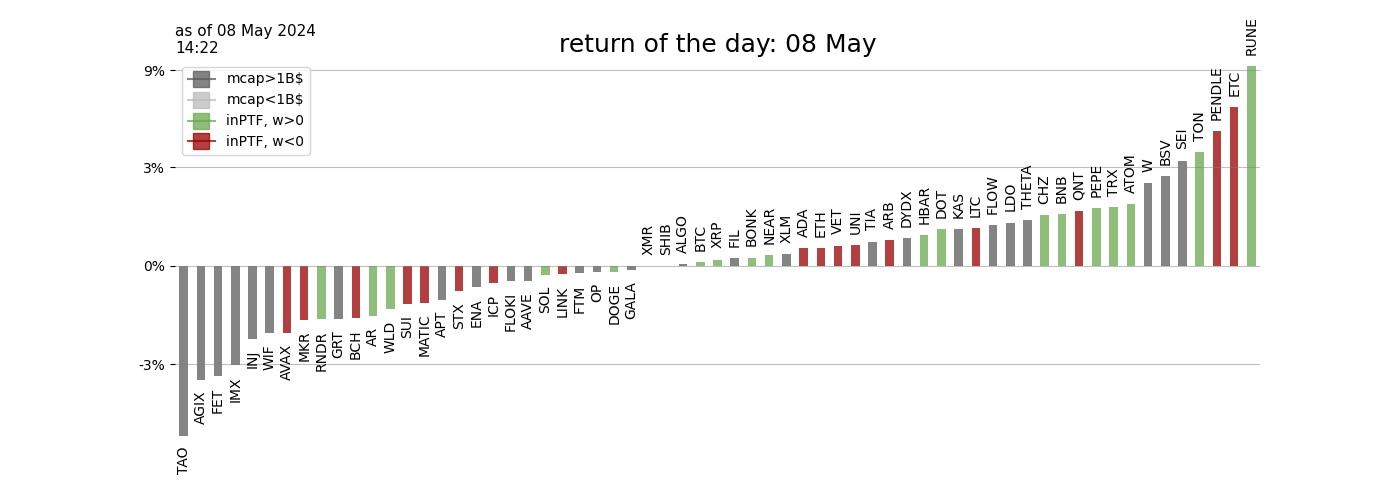 as of 08 May 2024
14:22
return of the day: 08 May
9%
3%
0%
-3%
mcap>1B$
mcap<1B$
inPTF, w>0
inPTF, w<0
TAO
AGIX
FET
IMX
INJ
WIF
AVAX
MKR
RNDR
GRT
BCH
AR
WLD
SUI
MATIC
APT
STX
ENA
ICP
FLOKI
AAVE
SOL
LINK
FTM
OP
DOGE
GALA
XMR
SHIB
ALGO
BTC
XRP
FIL
BONK
NEAR
XLM
ADA
ETH
VET
UNI
TIA
ARB
DYDX
HBAR
DOT
KAS
LTC
FLOW
LDO
THETA
CHZ
BNB
QNT
PEPE
TRX
ATOM
W
BSV
SEI
TON
PENDLE
ETC
RUNE